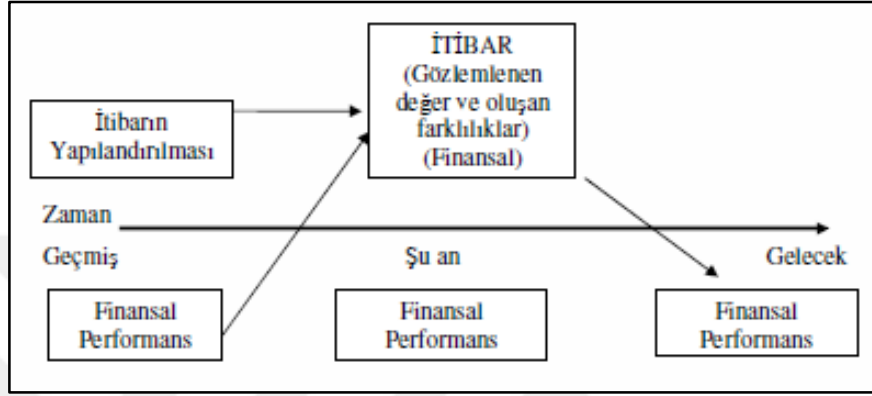 İTİBAR
(Gözlemlenen
değer ve oluşan
farklılıklar)
(Finansal)
İtibarın
Yapılandırılması
Zaman
Geçmiş
Şu an
Gelecek
Finansal
Performans
Finansal
Performans
Finansal
Performans